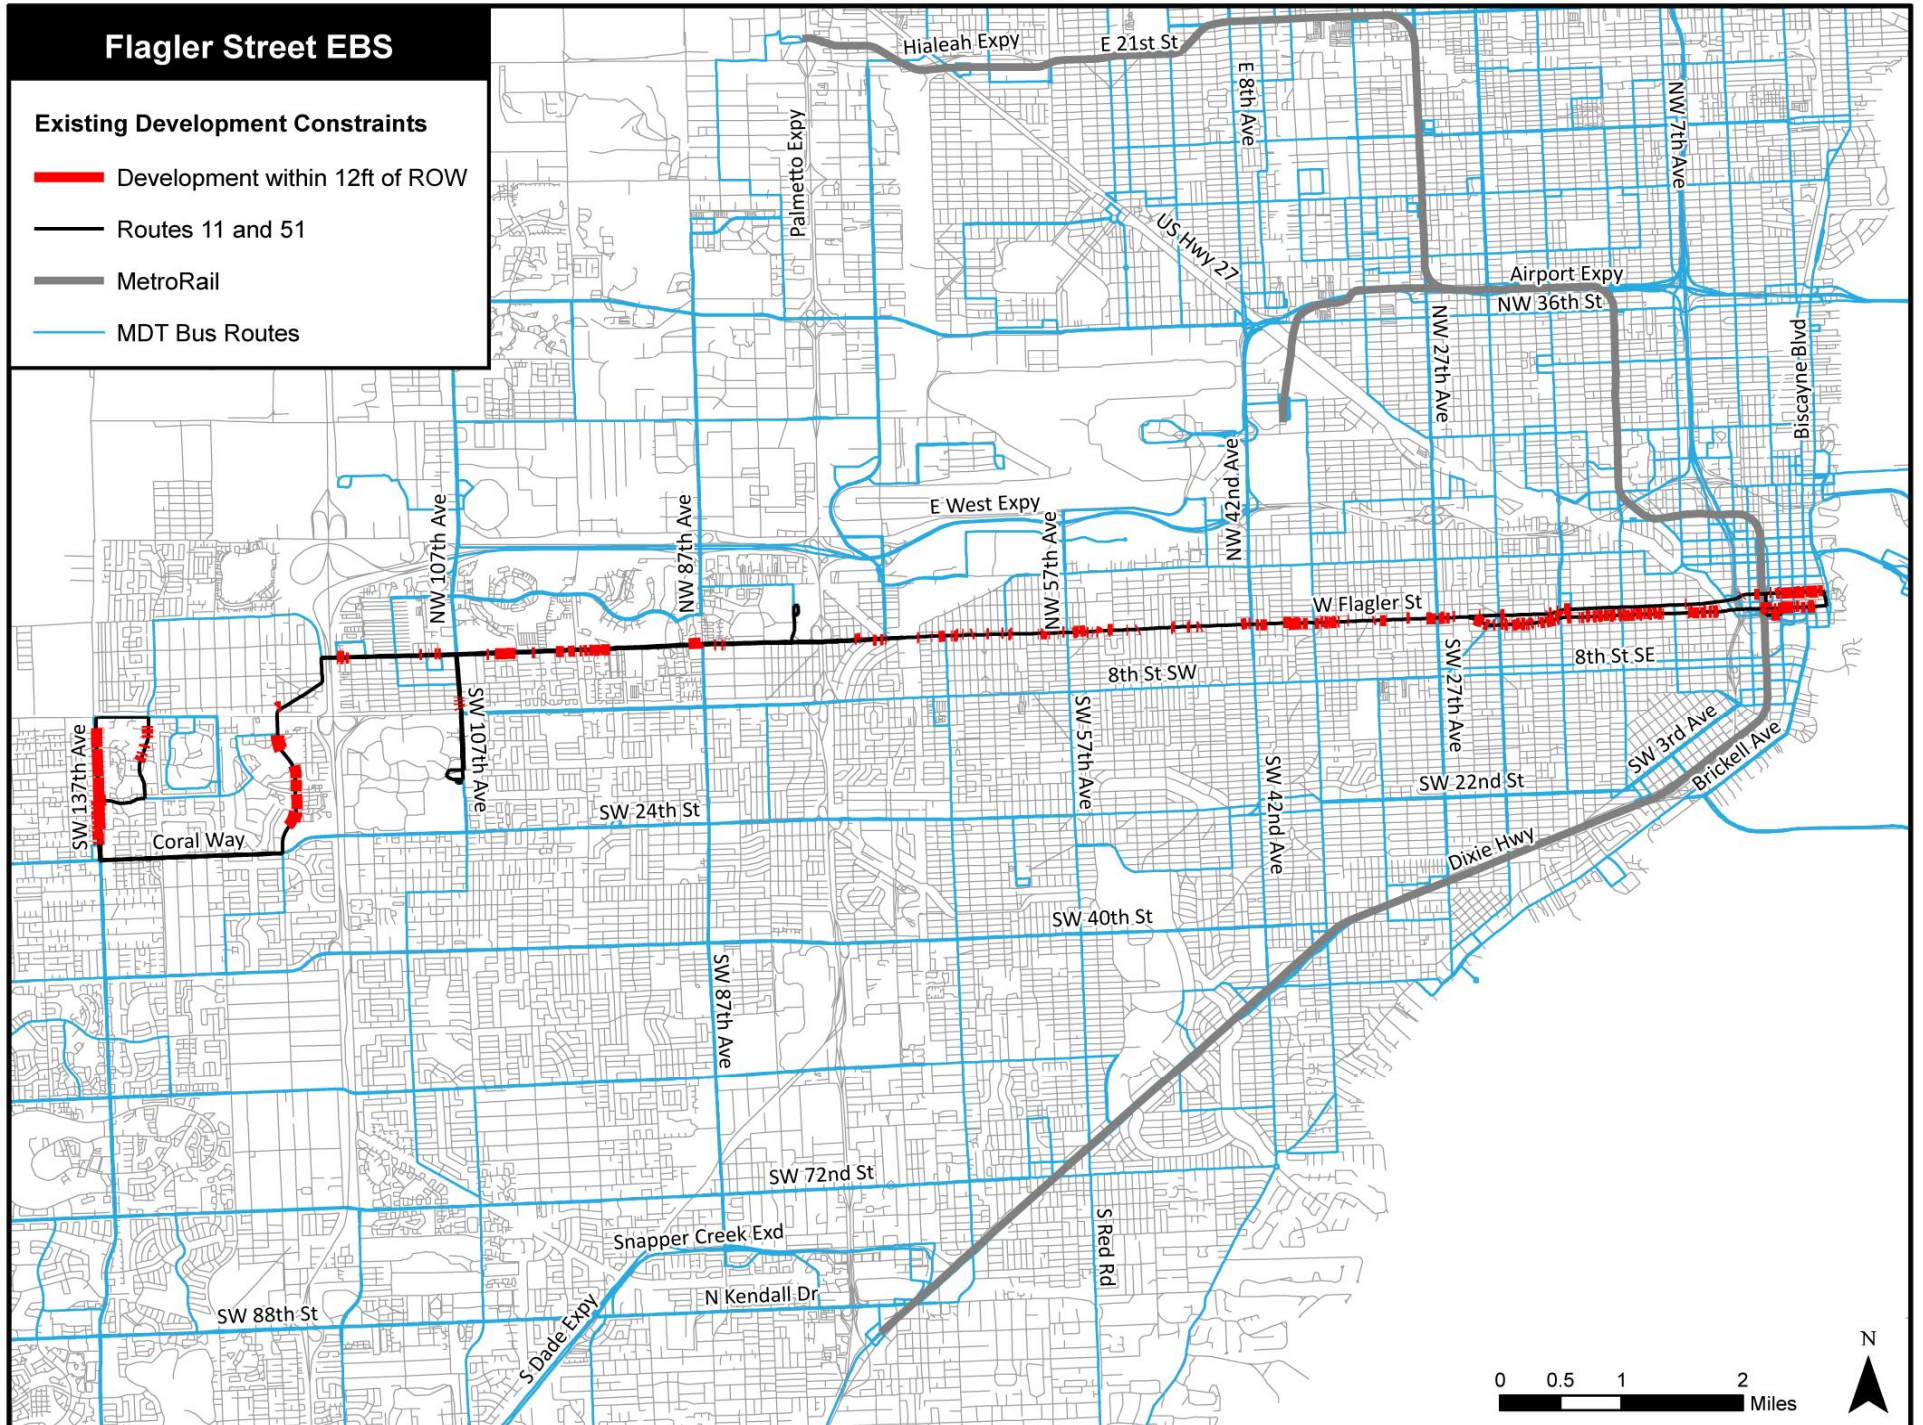 Flagler Street EBS
Existing Development Constraints
Development within 12ft of ROW
Routes 11 and 51
MetroRail
MDT Bus Routes
Hialeah Expy
E 21st St
E 8th Ave
Palmetto Expy
NW 7th Ave
US Hwy 27
Airport Expy
NW 36th St
NW 27th Ave
Biscayne Blvd
NW 107th Ave
NW 87th Ave
E West Expy
NW 57th Ave
NW 42nd Ave
W Flagler St
8th St SW
8th St SE
SW 137th Ave
SW 107th Ave
SW 57th Ave
SW 27th Ave
SW 3rd Ave
Brickell Ave
SW 42nd Ave
SW 22nd St
SW 24th St
Coral Way
Dixie Hwy
SW 40th St
SW 87th Ave
SW 72nd St
Snapper Creek Exd
S Red Rd
N Kendall Dr
SW 88th St
S Dade Expy
N
0 0.5 1 2
Miles